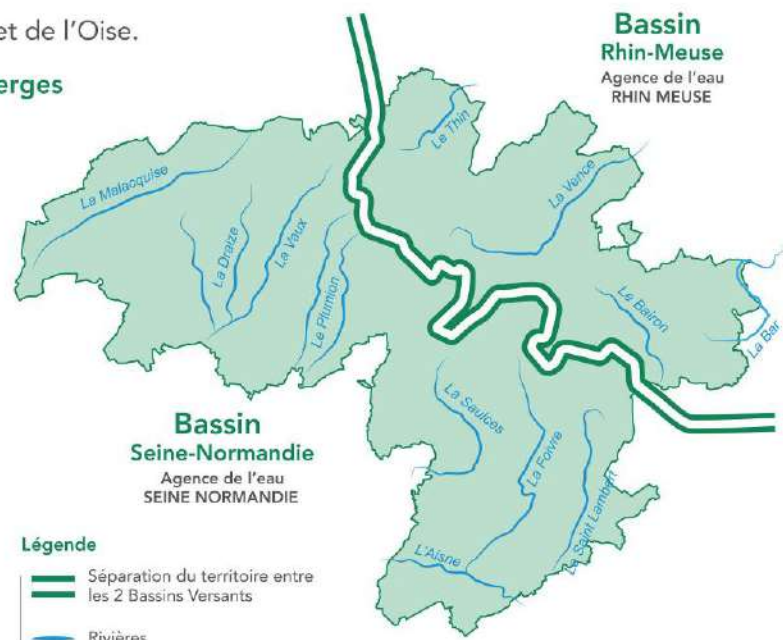 et de l'Oise.
erges
Bassin
Rhin-Meuse
Agence de l'eau
RHIN MEUSE
Le Thin
La Malacquise
La Vence
La Draize
La Vaux
Le Plumion
Le Bairon
La Bar
La Saulces
La Foivre
La Saint Lambert
L'Aisne
Bassin
Seine-Normandie
Agence de l'eau
SEINE NORMANDIE
Légende
Séparation du territoire entre
les 2 Bassins Versants
Rivières